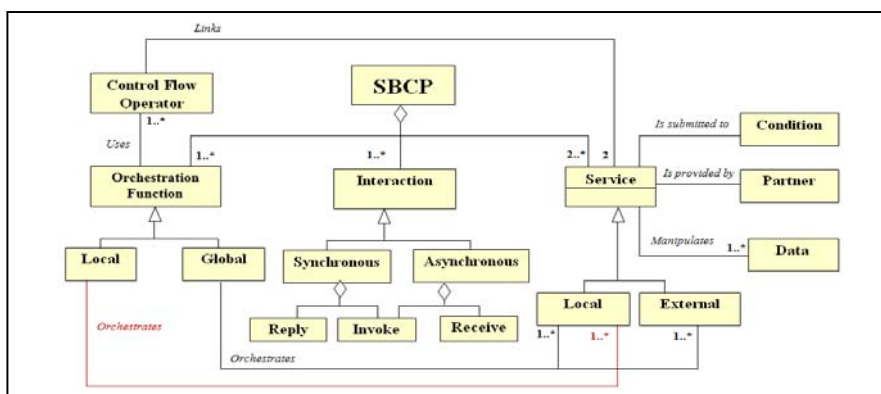 Links
Control Flow
Operator
SBCP
1..*
Uses
1..*
1..*
2..*
2
Is submitted to
Condition
Orchestration
Function
Interaction
Service
Is provided by
Partner
Manipulates
1..*
Data
Local
Global
Synchronous
Asynchronous
Local
External
Reply
Invoke
Receive
Orchestrates
1..*
1..*
1..*
Orchestrates